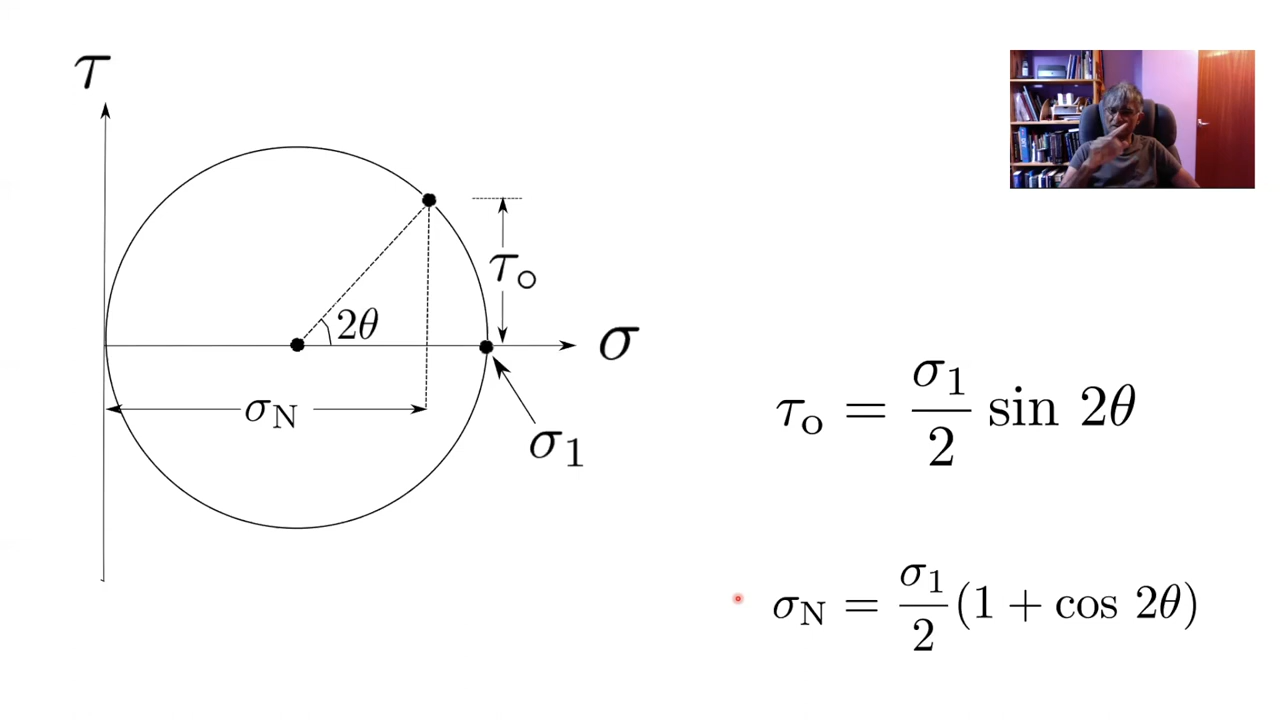 τ
τo
2θ
σ
σN
σ1
τo = σ1/2 sin 2θ
σN = σ1/2 (1 + cos 2θ)